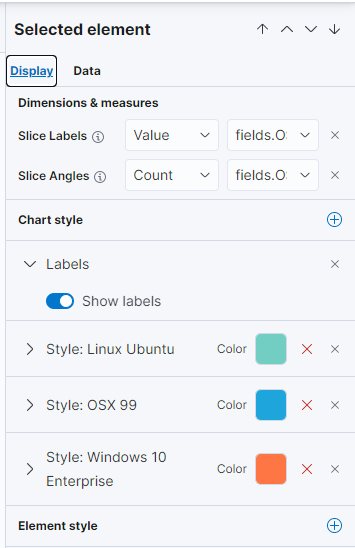 Selected element
Display Data
Dimensions & measures
Slice Labels Value fields.O
Slice Angles Count fields.O
Chart style
Labels
Show labels
Style: Linux Ubuntu Color
Style: OSX 99 Color
Style: Windows 10
Enterprise Color
Element style